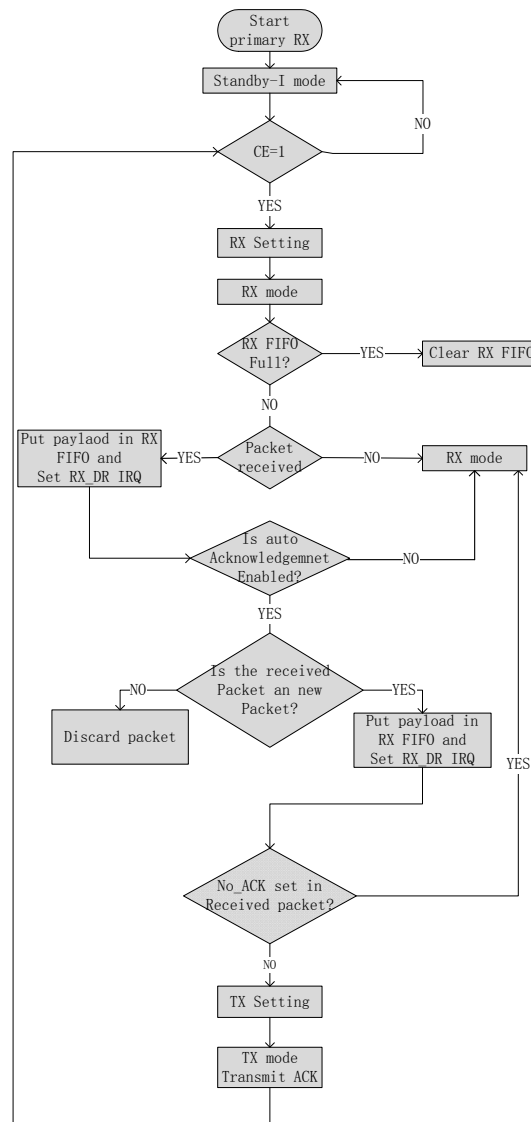 Start
primary RX
Standby-I mode
NO
CE=1
YES
RX Setting
RX mode
RX FIFO
Full?
YES
Clear RX FIFO
NO
Put paylaod in RX
FIFO and
Set RX_DR IRQ
YES
Packet
received
NO
RX mode
Is auto
Acknowledgemnet
Enabled?
NO
YES
Is the received
Packet an new
Packet?
NO
YES
Discard packet
Put payload in
RX FIFO and
Set RX_DR IRQ
YES
No_ACK set in
Received packet?
NO
TX Setting
TX mode
Transmit ACK